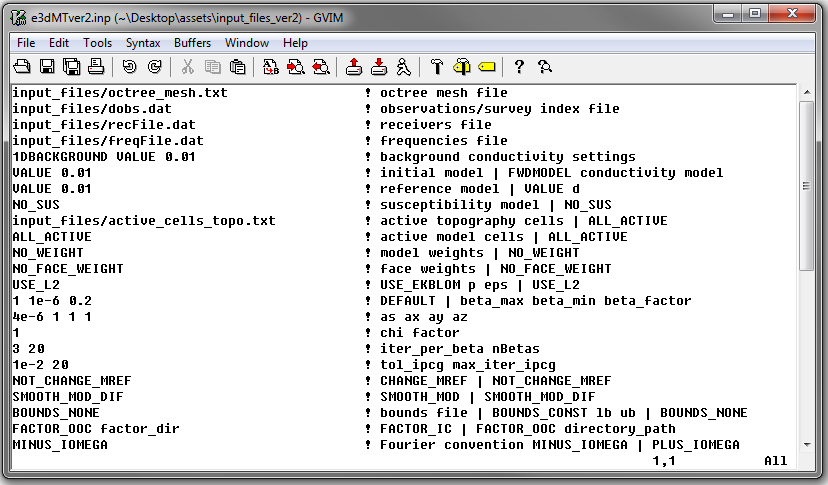 e3dMTver2.inp (~\Desktop\assets\input_files_ver2) - GVIM
File Edit Tools Syntax Buffers Window Help
input_files/octree_mesh.txt ! octree mesh file
input_files/dobs.dat ! observations/survey index file
input_files/recFile.dat ! receivers file
input_files/freqFile.dat ! frequencies file
1DBACKGROUND VALUE 0.01 ! background conductivity settings
VALUE 0.01 ! initial model | FWDMODEL conductivity model
VALUE 0.01 ! reference model | VALUE d
NO_SUS ! susceptibility model | NO_SUS
input_files/active_cells_topo.txt ! active topography cells | ALL_ACTIVE
ALL_ACTIVE ! active model cells | ALL_ACTIVE
NO_WEIGHT ! model weights | NO_WEIGHT
NO_FACE_WEIGHT ! face weights | NO_FACE_WEIGHT
USE_L2 ! USE_EKBLOM p eps | USE_L2
1 1e-6 0.2 ! DEFAULT | beta_max beta_min beta_factor
4e-6 1 1 1 ! as ax ay az
1 ! chi factor
3 20 ! iter_per_beta nBetas
1e-2 20 ! tol_ipcg max_iter_ipcg
NOT_CHANGE_MREF ! CHANGE_MREF | NOT_CHANGE_MREF
SMOOTH_MOD_DIF ! SMOOTH_MOD | SMOOTH_MOD_DIF
BOUNDS_NONE ! bounds file | BOUNDS_CONST lb ub | BOUNDS_NONE
FACTOR_OOC factor_dir ! FACTOR_IC | FACTOR_OOC directory_path
MINUS_IOMEGA ! Fourier convention MINUS_IOMEGA | PLUS_IOMEGA
1,1 All